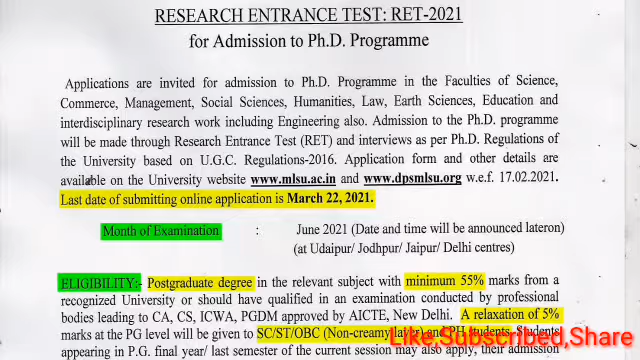 RESEARCH ENTRANCE TEST: RET-2021
for Admission to Ph.D. Programme
Applications are invited for admission to Ph.D. Programme in the Faculties of Science,
Commerce, Management, Social Sciences, Humanities, Law, Earth Sciences, Education and
interdisciplinary research work including Engineering also. Admission to the Ph.D. programme
will be made through Research Entrance Test (RET) and interviews as per Ph.D. Regulations of
the University based on U.G.C. Regulations-2016. Application form and other details are
available on the University website www.mlsu.ac.in and www.dpsmlsu.org w.e.f. 17.02.2021.
Last date of submitting online application is March 22, 2021.
Month of Examination : June 2021 (Date and time will be announced lateron)
(at Udaipur/ Jodhpur/ Jaipur/ Delhi centres)
ELIGIBILITY:- Postgraduate degree in the relevant subject with minimum 55% marks from a
recognized University or should have qualified in an examination conducted by professional
bodies leading to CA, CS, ICWA, PGDM approved by AICTE, New Delhi. A relaxation of 5%
marks at the PG level will be given to SC/ST/OBC (Non-creamy layer) and PH students. Students
appearing in P.G. final year/ last semester of the current session may also apply, their admission
Like,Subscribed,Share